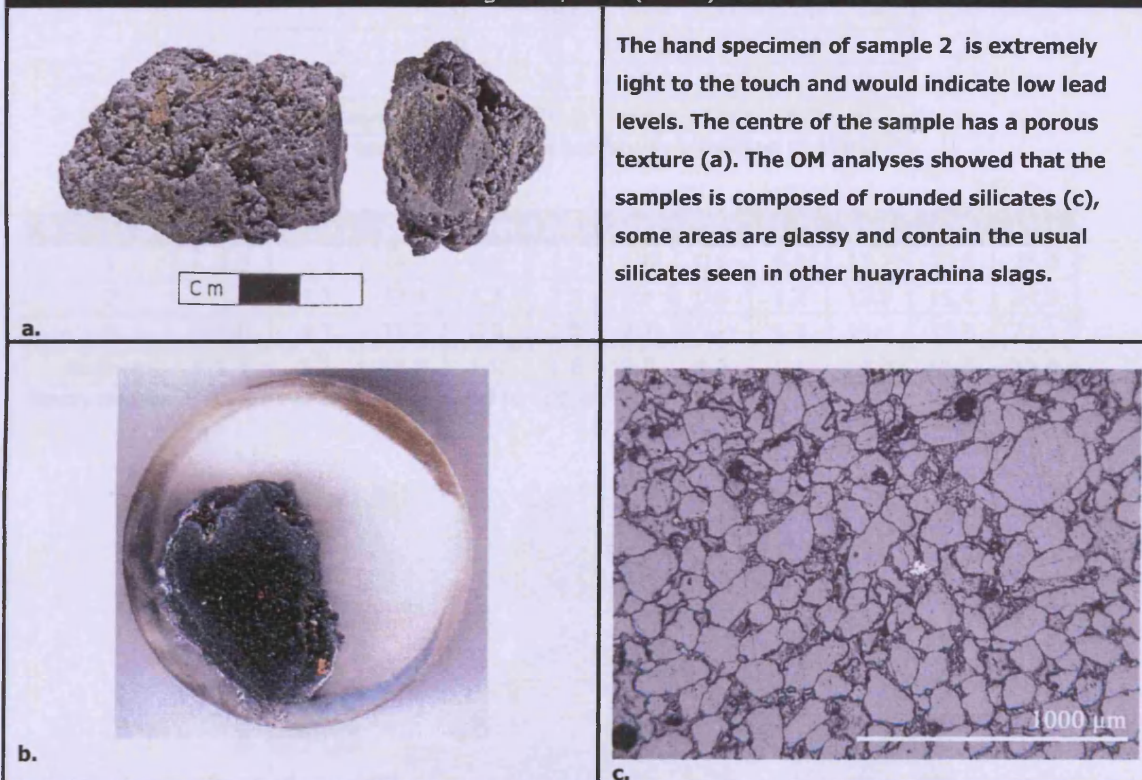 The hand specimen of sample 2 is extremely
light to the touch and would indicate low lead
levels. The centre of the sample has a porous
texture (a). The OM analyses showed that the
samples is composed of rounded silicates (c),
some areas are glassy and contain the usual
silicates seen in other huayrachina slags.
Cm
a.
b.
1000 µm
c.